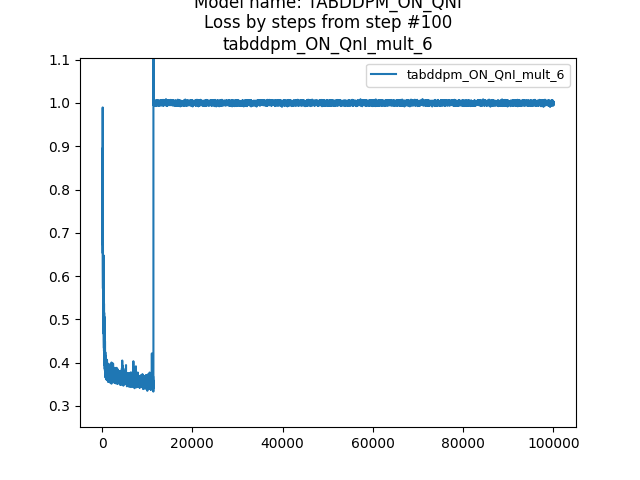 Model name: TABDDPM_ON_QNI
Loss by steps from step #100
tabddpm_ON_QnI_mult_6
tabddpm_ON_QnI_mult_6
1.1
1.0
0.9
0.8
0.7
0.6
0.5
0.4
0.3
0 20000 40000 60000 80000 100000